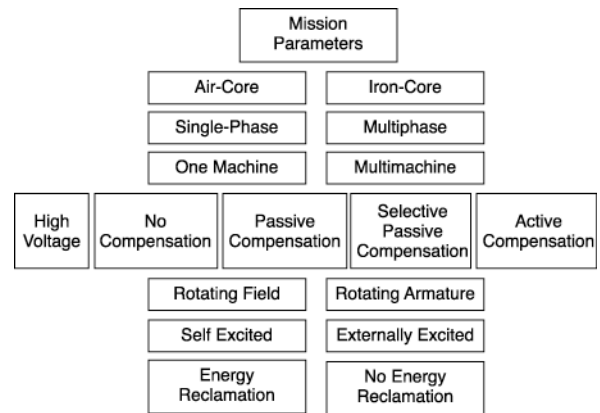 Mission
Parameters
Air-Core
Iron-Core
Single-Phase
Multiphase
One Machine
Multimachine
High
Voltage
No
Compensation
Passive
Compensation
Selective
Passive
Compensation
Active
Compensation
Rotating Field
Rotating Armature
Self Excited
Externally Excited
Energy
Reclamation
No Energy
Reclamation